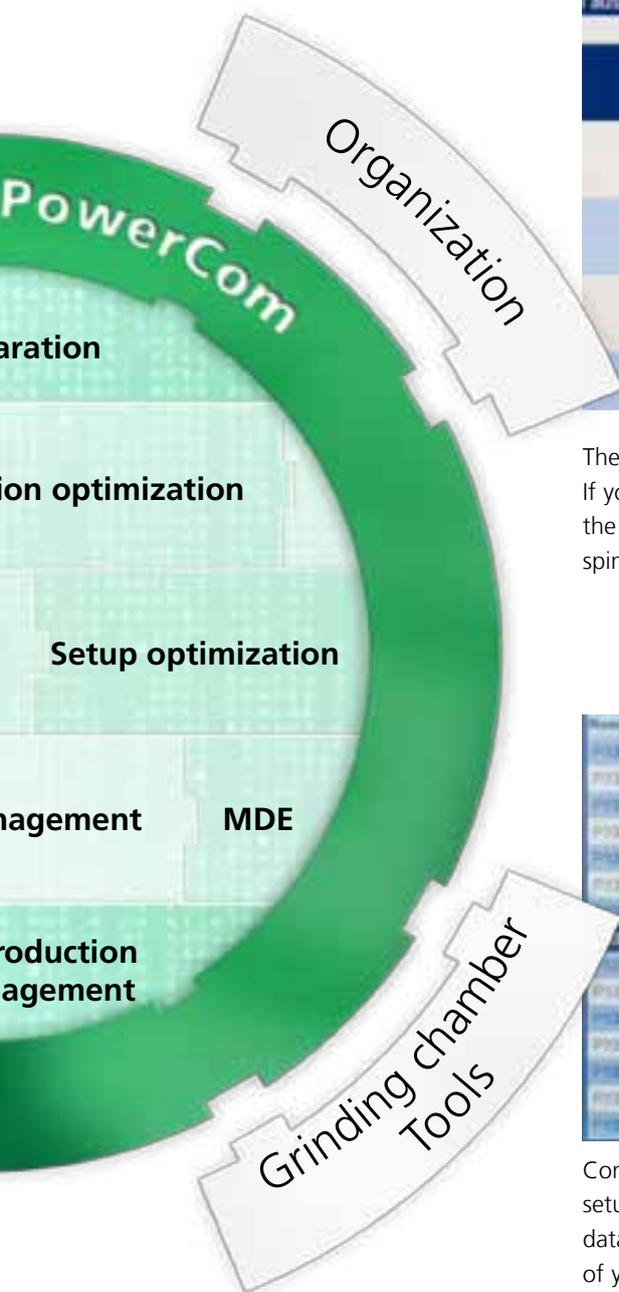 Organization
PowerCom
aration
ion optimization
Setup optimization
nagement
MDE
roduction
agement
Grinding chamber
Tools
The
If yo
the
spin
Con
setu
data
of y